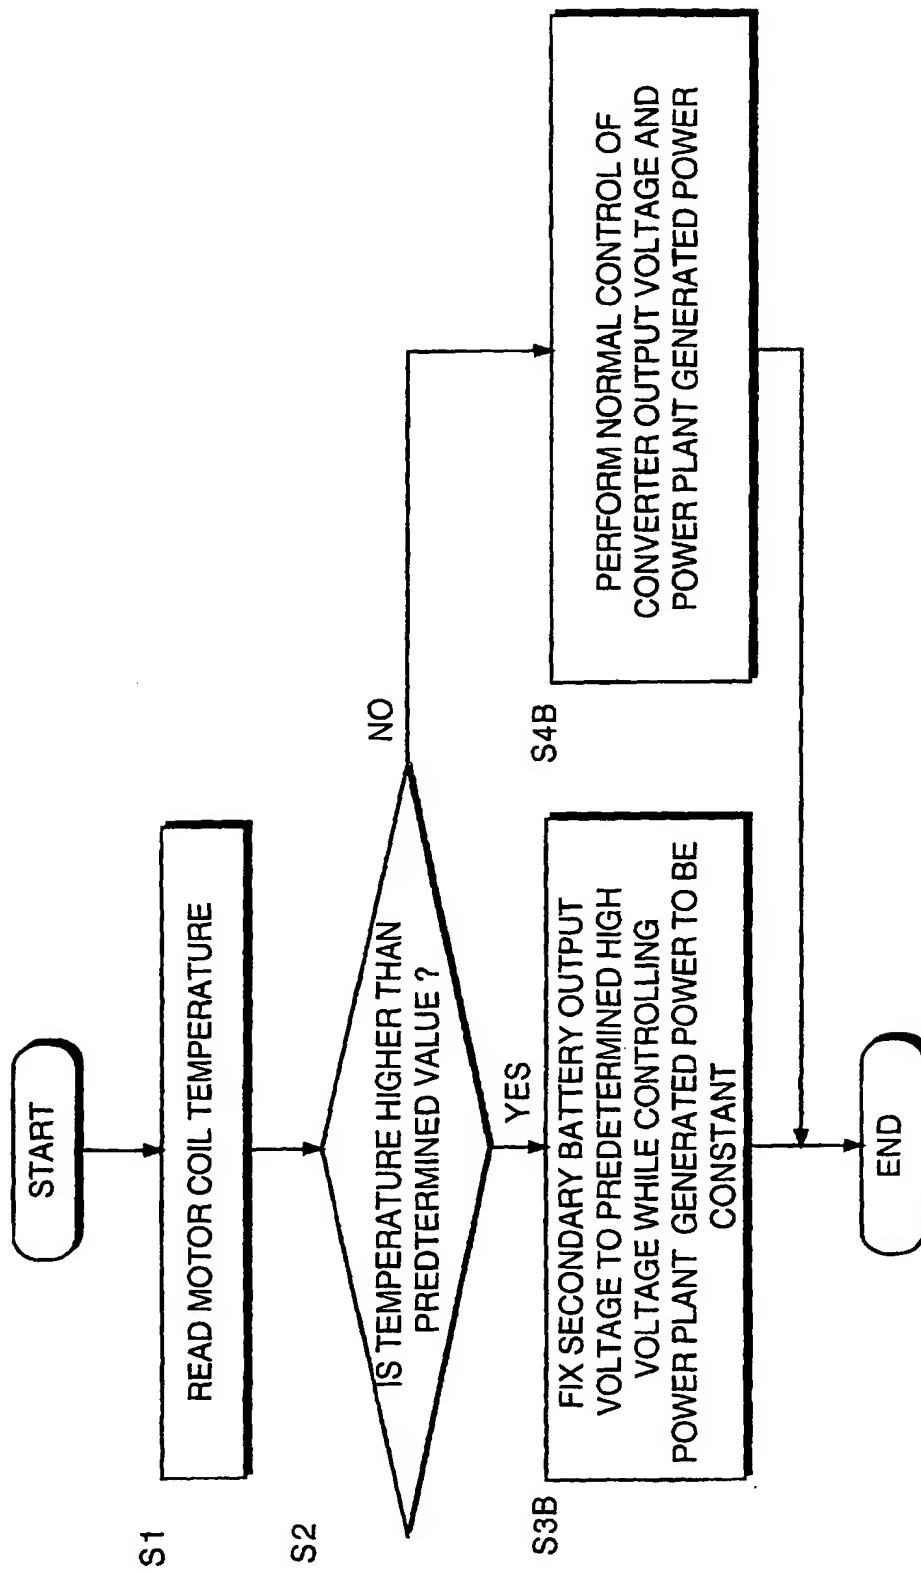 START
S1
READ MOTOR COIL TEMPERATURE
S2
IS TEMPERATURE HIGHER THAN
PREDTERMINED VALUE ?
NO
YES
S3B
FIX SECONDARY BATTERY OUTPUT
VOLTAGE TO PREDETERMINED HIGH
VOLTAGE WHILE CONTROLLING
POWER PLANT GENERATED POWER TO BE
CONSTANT
S4B
PERFORM NORMAL CONTROL OF
CONVERTER OUTPUT VOLTAGE AND
POWER PLANT GENERATED POWER
END